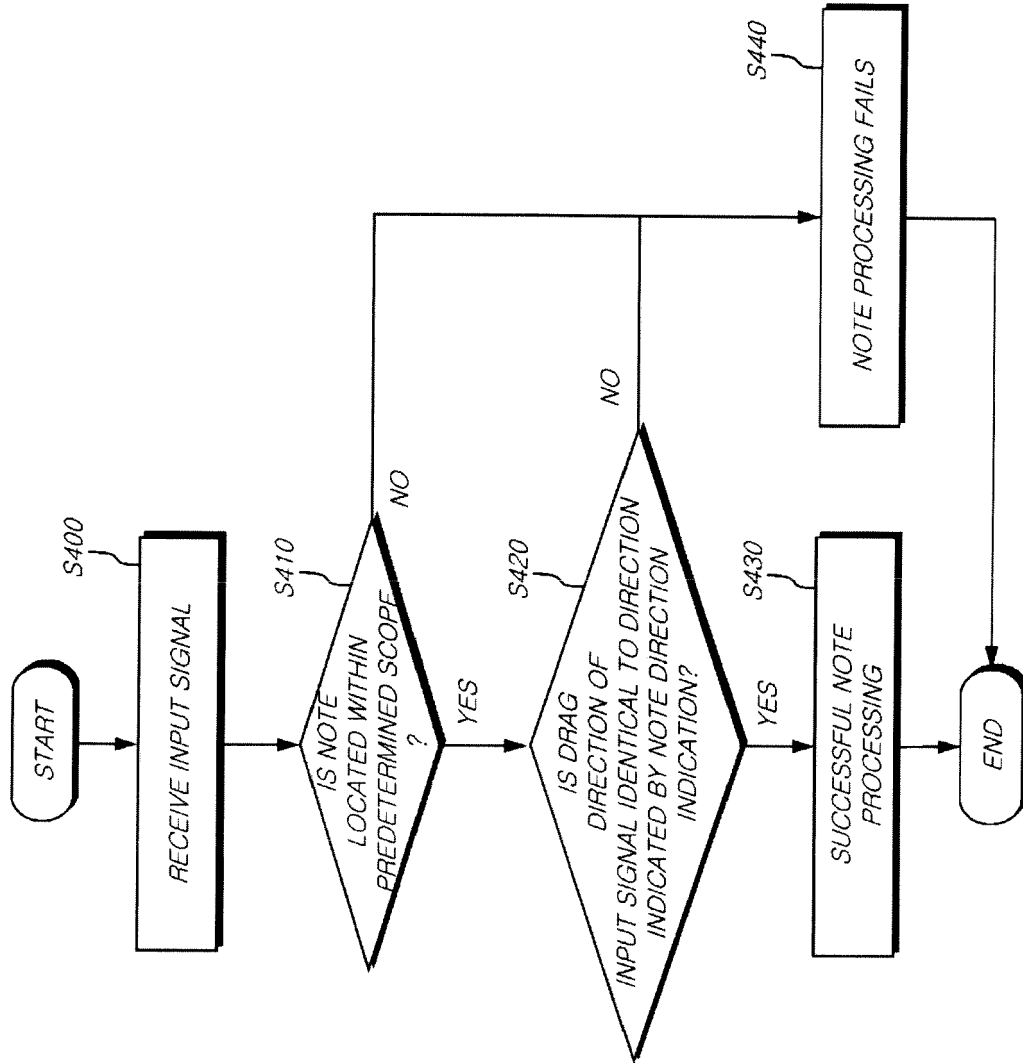 START
S400
RECEIVE INPUT SIGNAL
S410
IS NOTE
LOCATED WITHIN
PREDETERMINED SCOPE
?
NO
YES
S420
IS DRAG
DIRECTION OF
INPUT SIGNAL IDENTICAL TO DIRECTION
INDICATED BY NOTE DIRECTION
INDICATION?
NO
YES
S430
SUCCESSFUL NOTE
PROCESSING
S440
NOTE PROCESSING FAILS
END